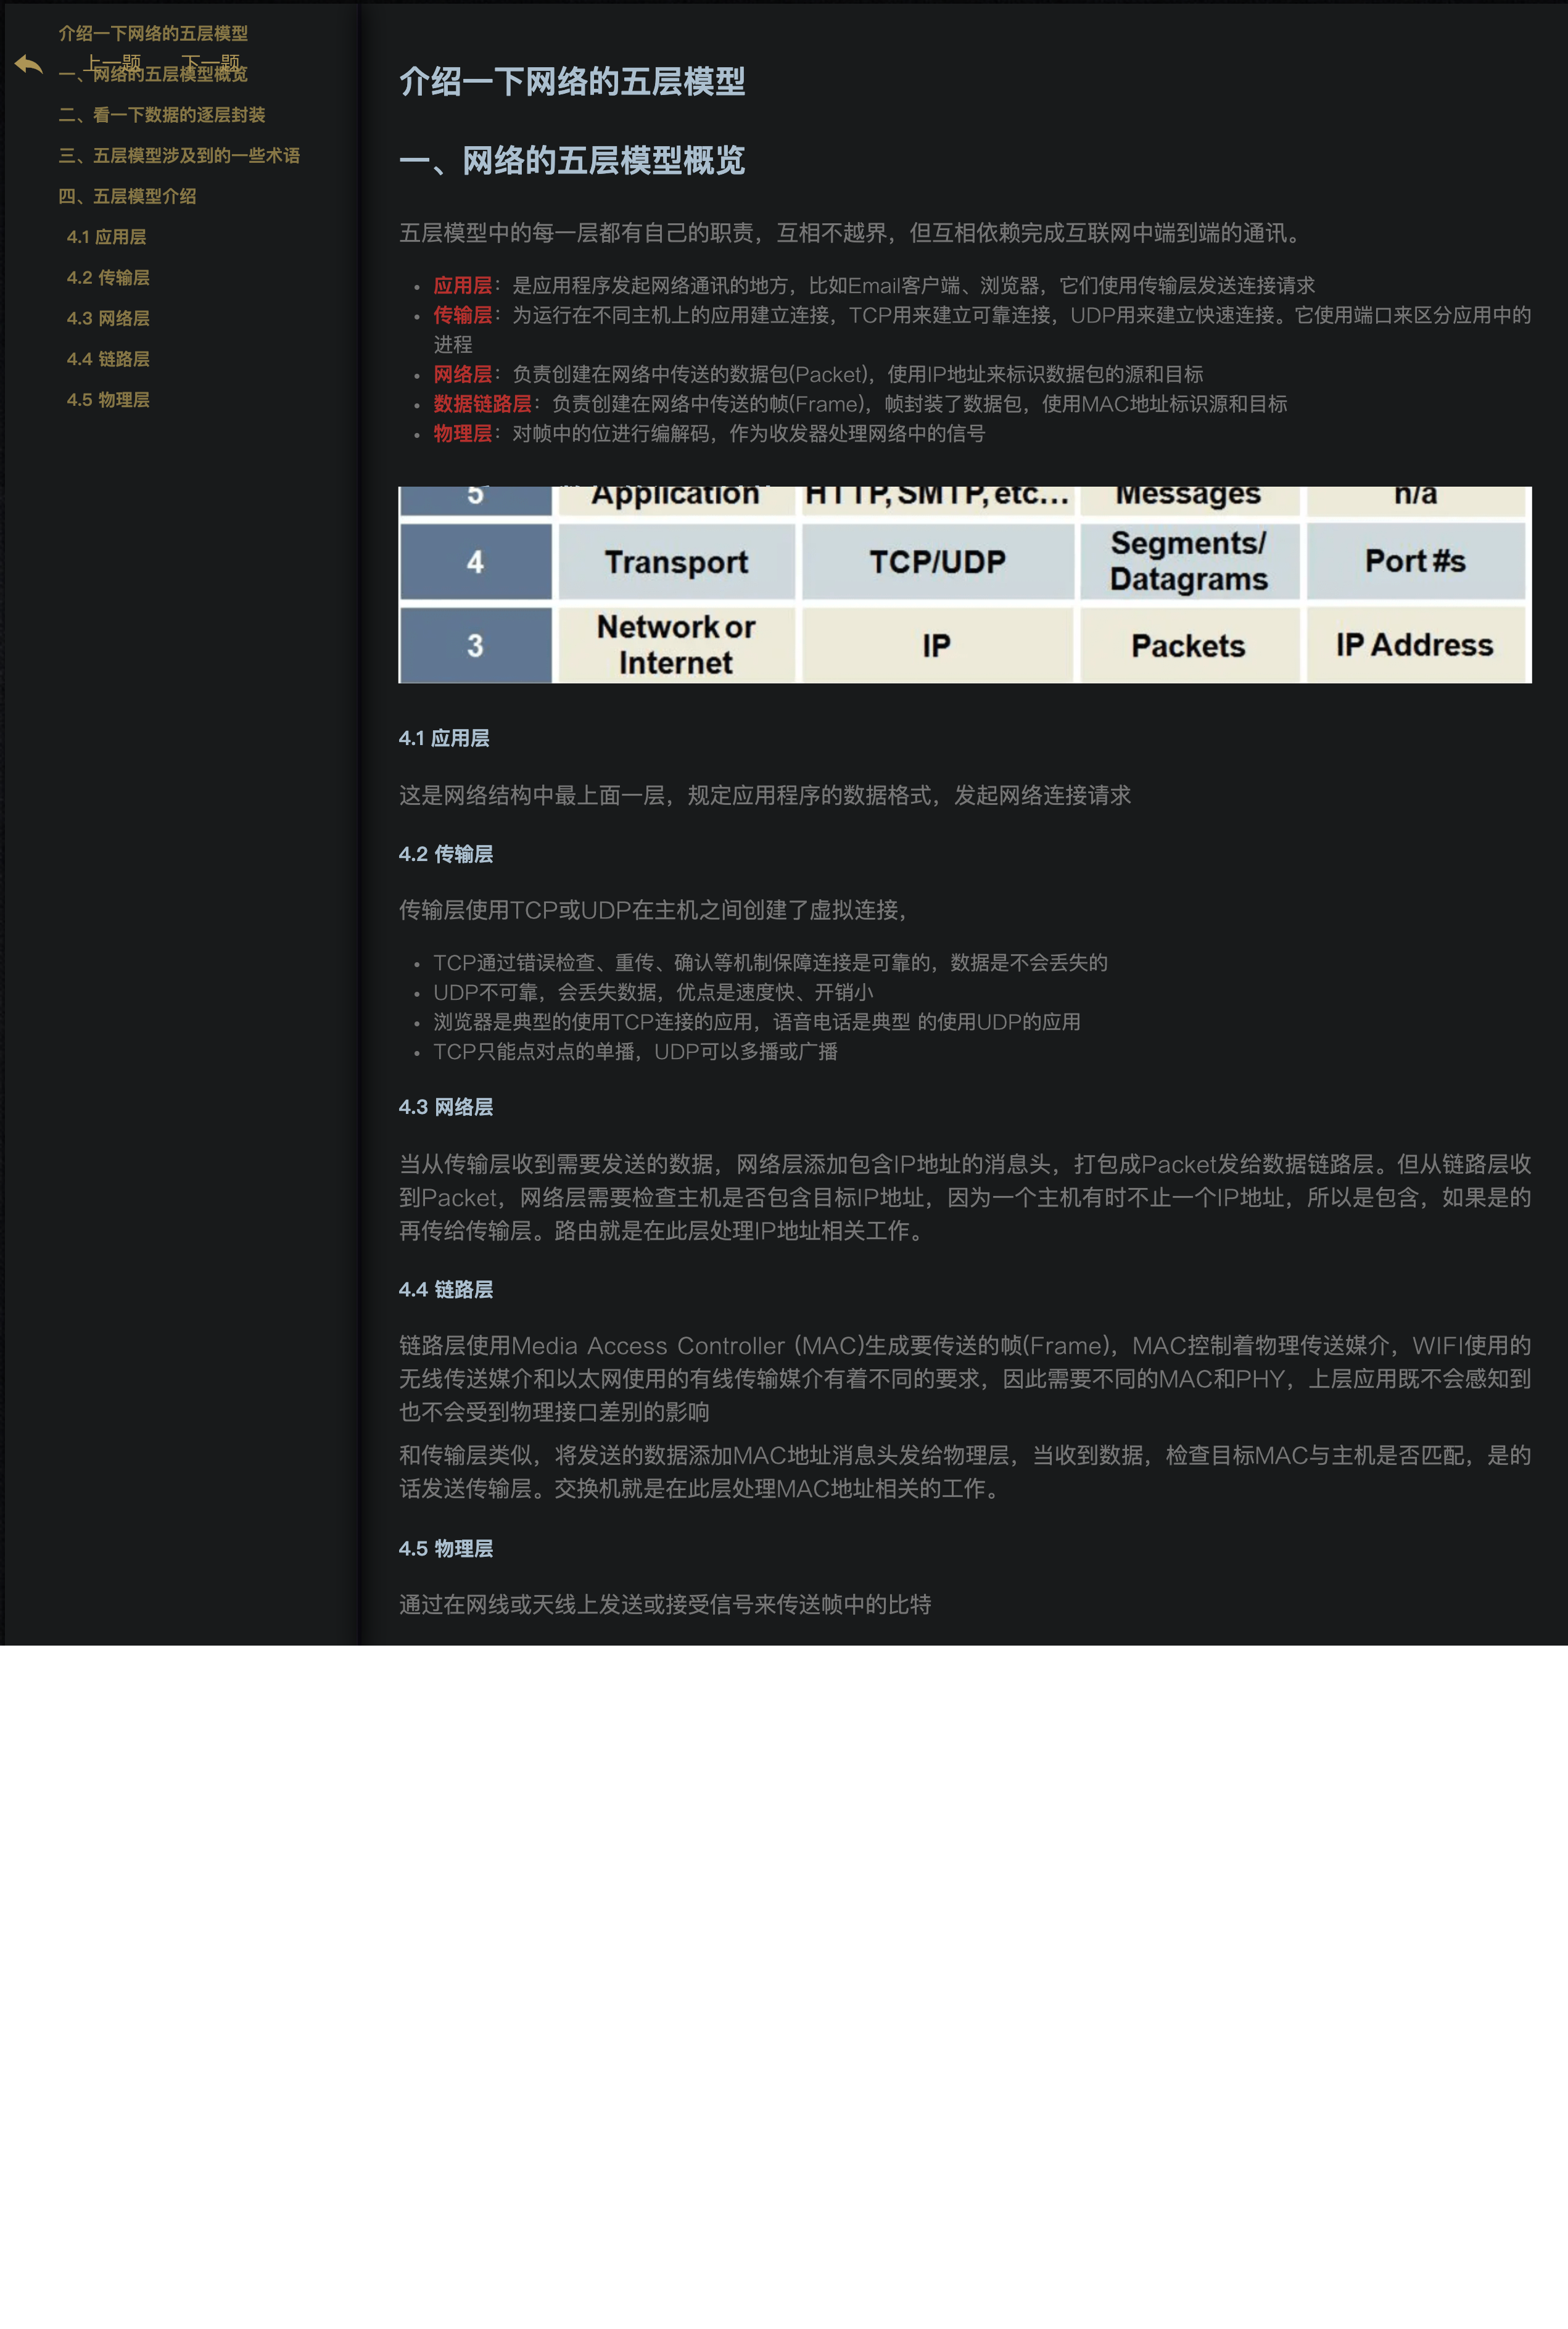 介绍一下网络的五层模型
上一题 下一题
一、网络的五层模型概览
二、看一下数据的逐层封装
三、五层模型涉及到的一些术语
四、五层模型介绍
4.1 应用层
4.2 传输层
4.3 网络层
4.4 链路层
4.5 物理层
介绍一下网络的五层模型
一、网络的五层模型概览
五层模型中的每一层都有自己的职责，互相不越界，但互相依赖完成互联网中端到端的通讯。
• 应用层：是应用程序发起网络通讯的地方，比如Email客户端、浏览器，它们使用传输层发送连接请求
• 传输层：为运行在不同主机上的应用建立连接，TCP用来建立可靠连接，UDP用来建立快速连接。它使用端口来区分应用中的
进程
• 网络层：负责创建在网络中传送的数据包(Packet)，使用IP地址来标识数据包的源和目标
• 数据链路层：负责创建在网络中传送的帧(Frame)，帧封装了数据包，使用MAC地址标识源和目标
• 物理层：对帧中的位进行编解码，作为收发器处理网络中的信号
5 Application HTTP, SMTP, etc... Messages n/a
4 Transport TCP/UDP Segments/ Datagrams Port #s
3 Network or Internet IP Packets IP Address
4.1 应用层
这是网络结构中最上面一层，规定应用程序的数据格式，发起网络连接请求
4.2 传输层
传输层使用TCP或UDP在主机之间创建了虚拟连接，
• TCP通过错误检查、重传、确认等机制保障连接是可靠的，数据是不会丢失的
• UDP不可靠，会丢失数据，优点是速度快、开销小
• 浏览器是典型的使用TCP连接的应用，语音电话是典型 的使用UDP的应用
• TCP只能点对点的单播，UDP可以多播或广播
4.3 网络层
当从传输层收到需要发送的数据，网络层添加包含IP地址的消息头，打包成Packet发给数据链路层。但从链路层收
到Packet，网络层需要检查主机是否包含目标IP地址，因为一个主机有时不止一个IP地址，所以是包含，如果是的
再传给传输层。路由就是在此层处理IP地址相关工作。
4.4 链路层
链路层使用Media Access Controller (MAC)生成要传送的帧(Frame)，MAC控制着物理传送媒介，WIFI使用的
无线传送媒介和以太网使用的有线传输媒介有着不同的要求，因此需要不同的MAC和PHY，上层应用既不会感知到
也不会受到物理接口差别的影响
和传输层类似，将发送的数据添加MAC地址消息头发给物理层，当收到数据，检查目标MAC与主机是否匹配，是的
话发送传输层。交换机就是在此层处理MAC地址相关的工作。
4.5 物理层
通过在网线或天线上发送或接受信号来传送帧中的比特